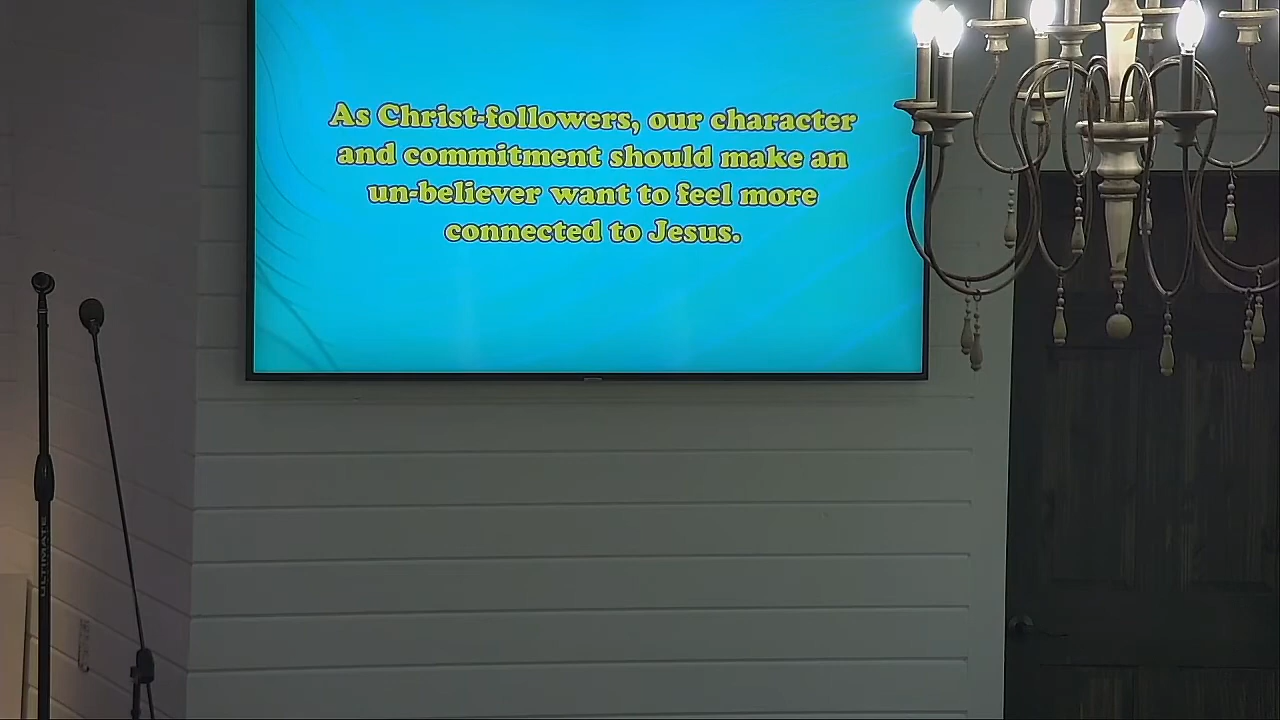 As Christ-followers, our character
and commitment should make an
un-believer want to feel more
connected to Jesus.
ULTIMATE